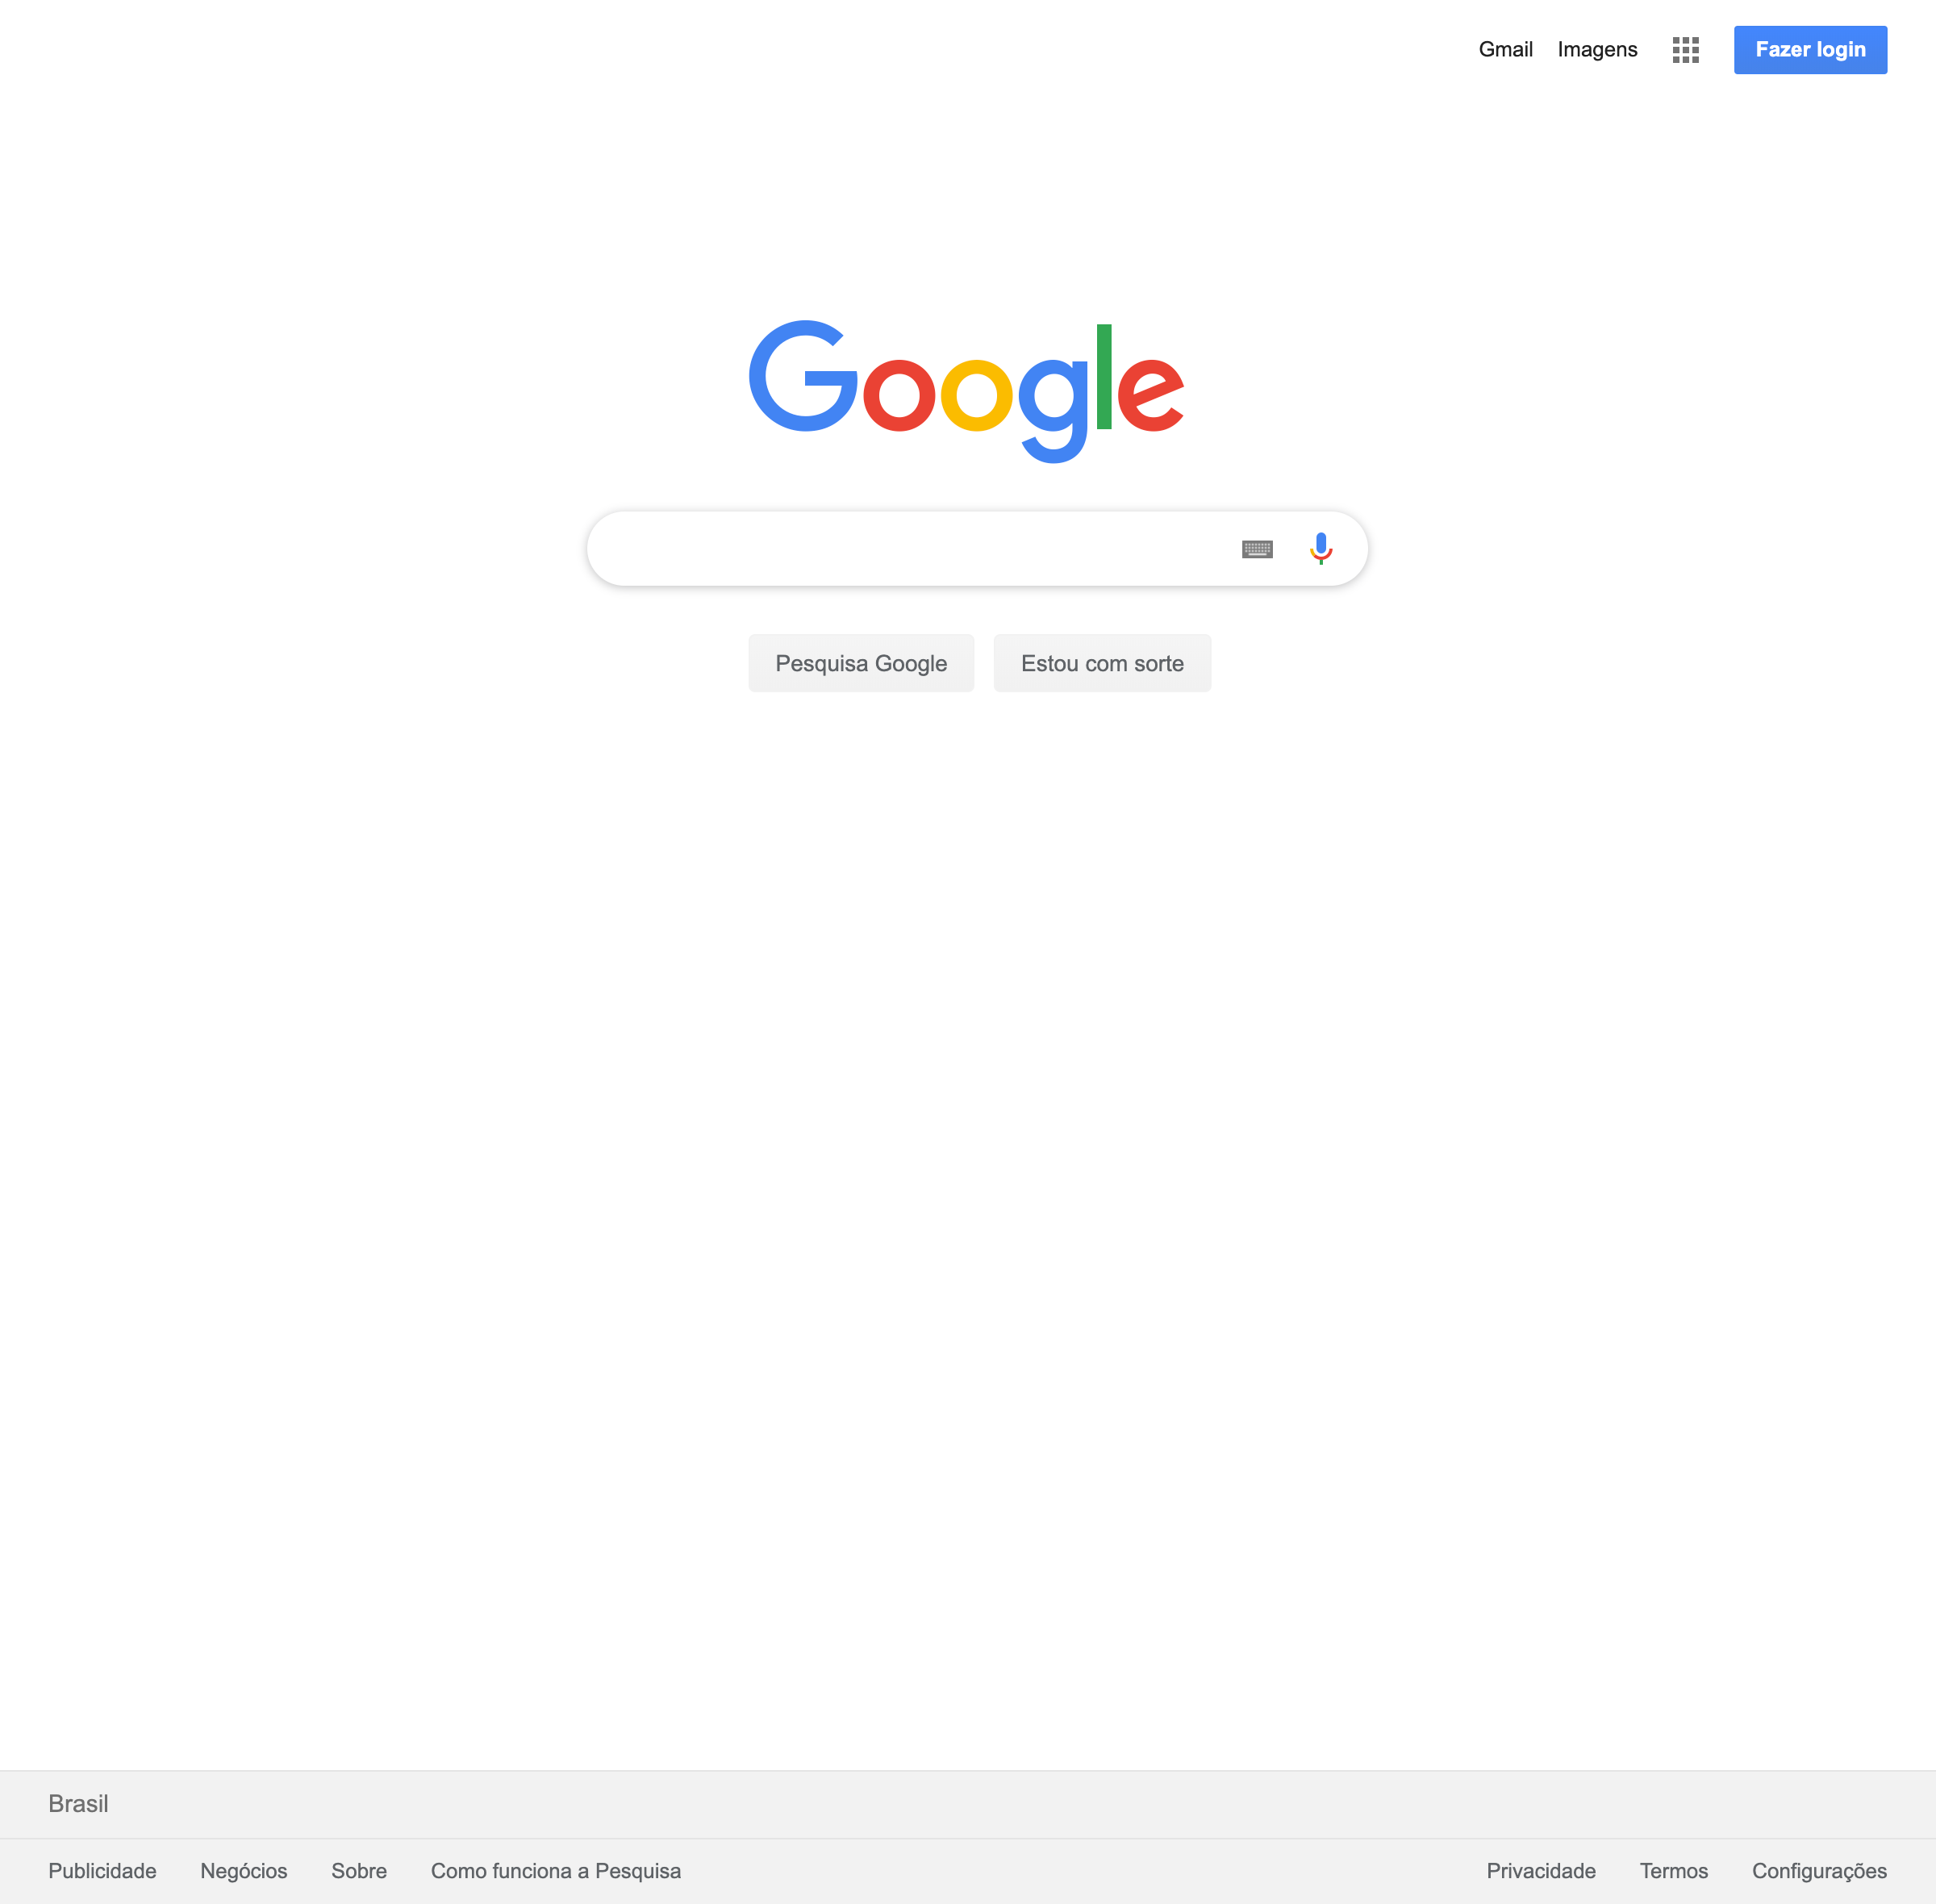 Gmail Imagens Fazer login
Google
Pesquisa Google Estou com sorte
Brasil
Publicidade Negócios Sobre Como funciona a Pesquisa Privacidade Termos Configurações